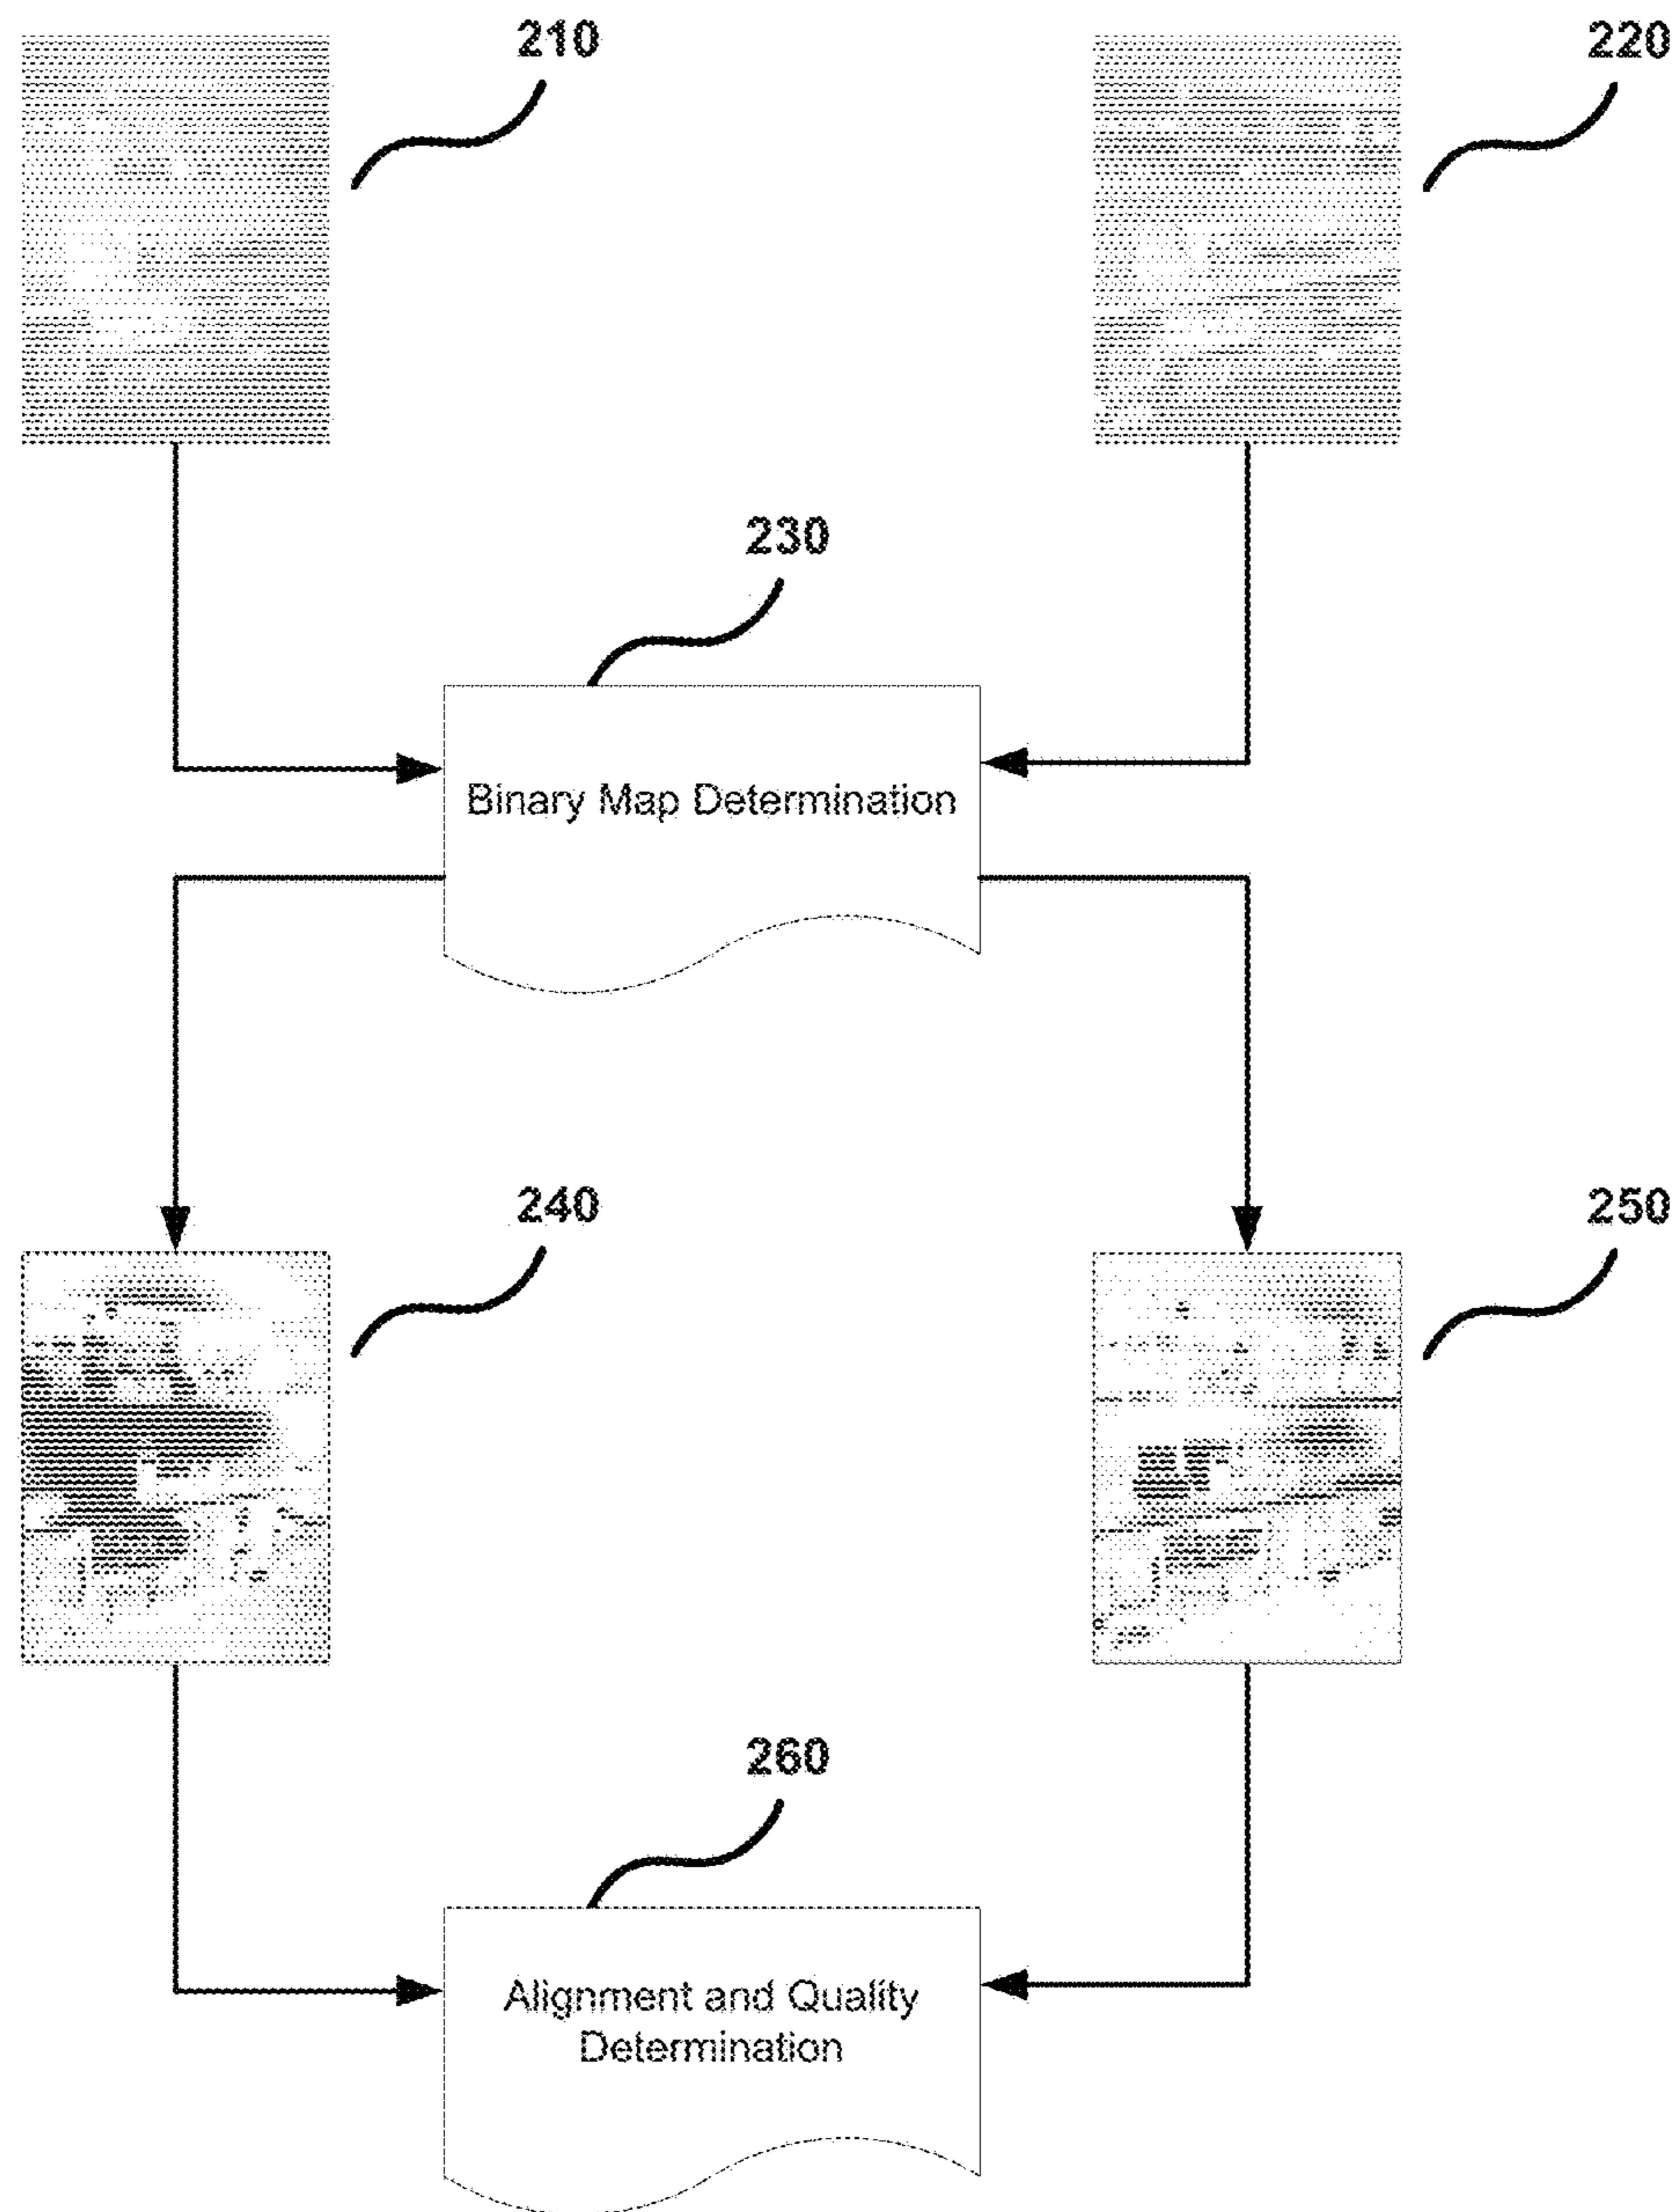 210
220
230
Binary Map Determination
240
250
260
Alignment and Quality
Determination